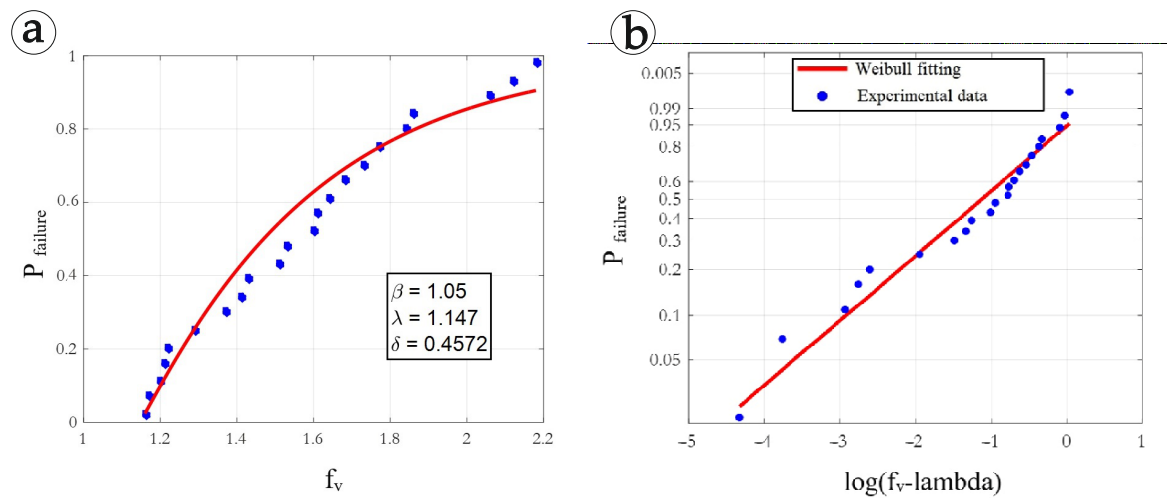 a
1
0.8
0.6
0.4
0.2
0
P failure
β = 1.05
λ = 1.147
δ = 0.4572
1 1.2 1.4 1.6 1.8 2 2.2
fv
b
0.005
0.99
0.95
0.8
0.6
0.5
0.4
0.3
0.2
0.1
0.05
P failure
Weibull fitting
Experimental data
−5 −4 −3 −2 −1 0 1
log(fv-lambda)